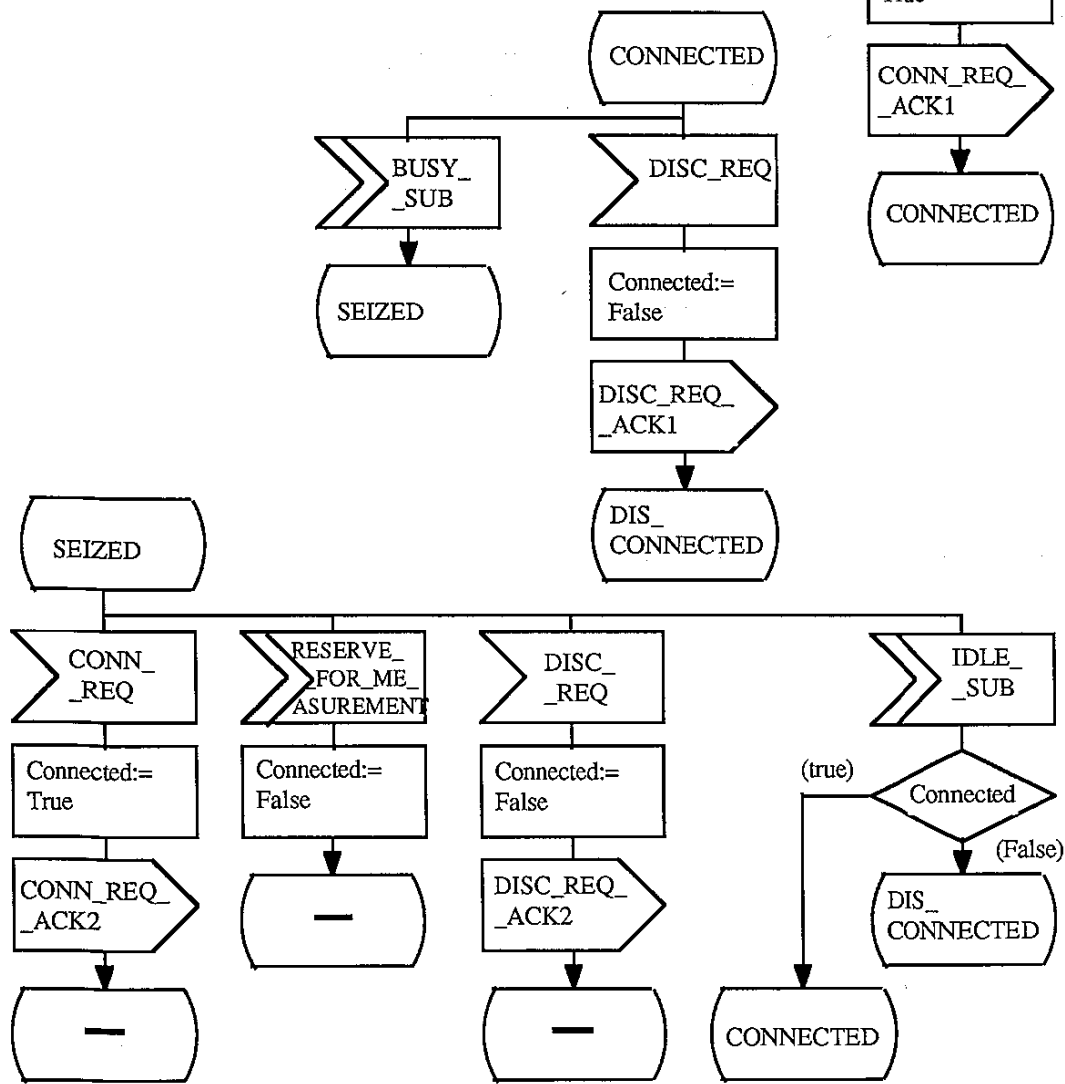 CONNECTED
CONN_REQ_
_ACK1
CONNECTED
BUSY_
_SUB
SEIZED
DISC_REQ
Connected:=
False
DISC_REQ_
_ACK1
DIS_
CONNECTED
SEIZED
CONN_
_REQ
Connected:=
True
CONN_REQ_
_ACK2
RESERVE_
_FOR_ME_
ASUREMENT
Connected:=
False
DISC_
_REQ
Connected:=
False
DISC_REQ_
_ACK2
IDLE_
_SUB
Connected
(true)
(False)
DIS_
CONNECTED
CONNECTED